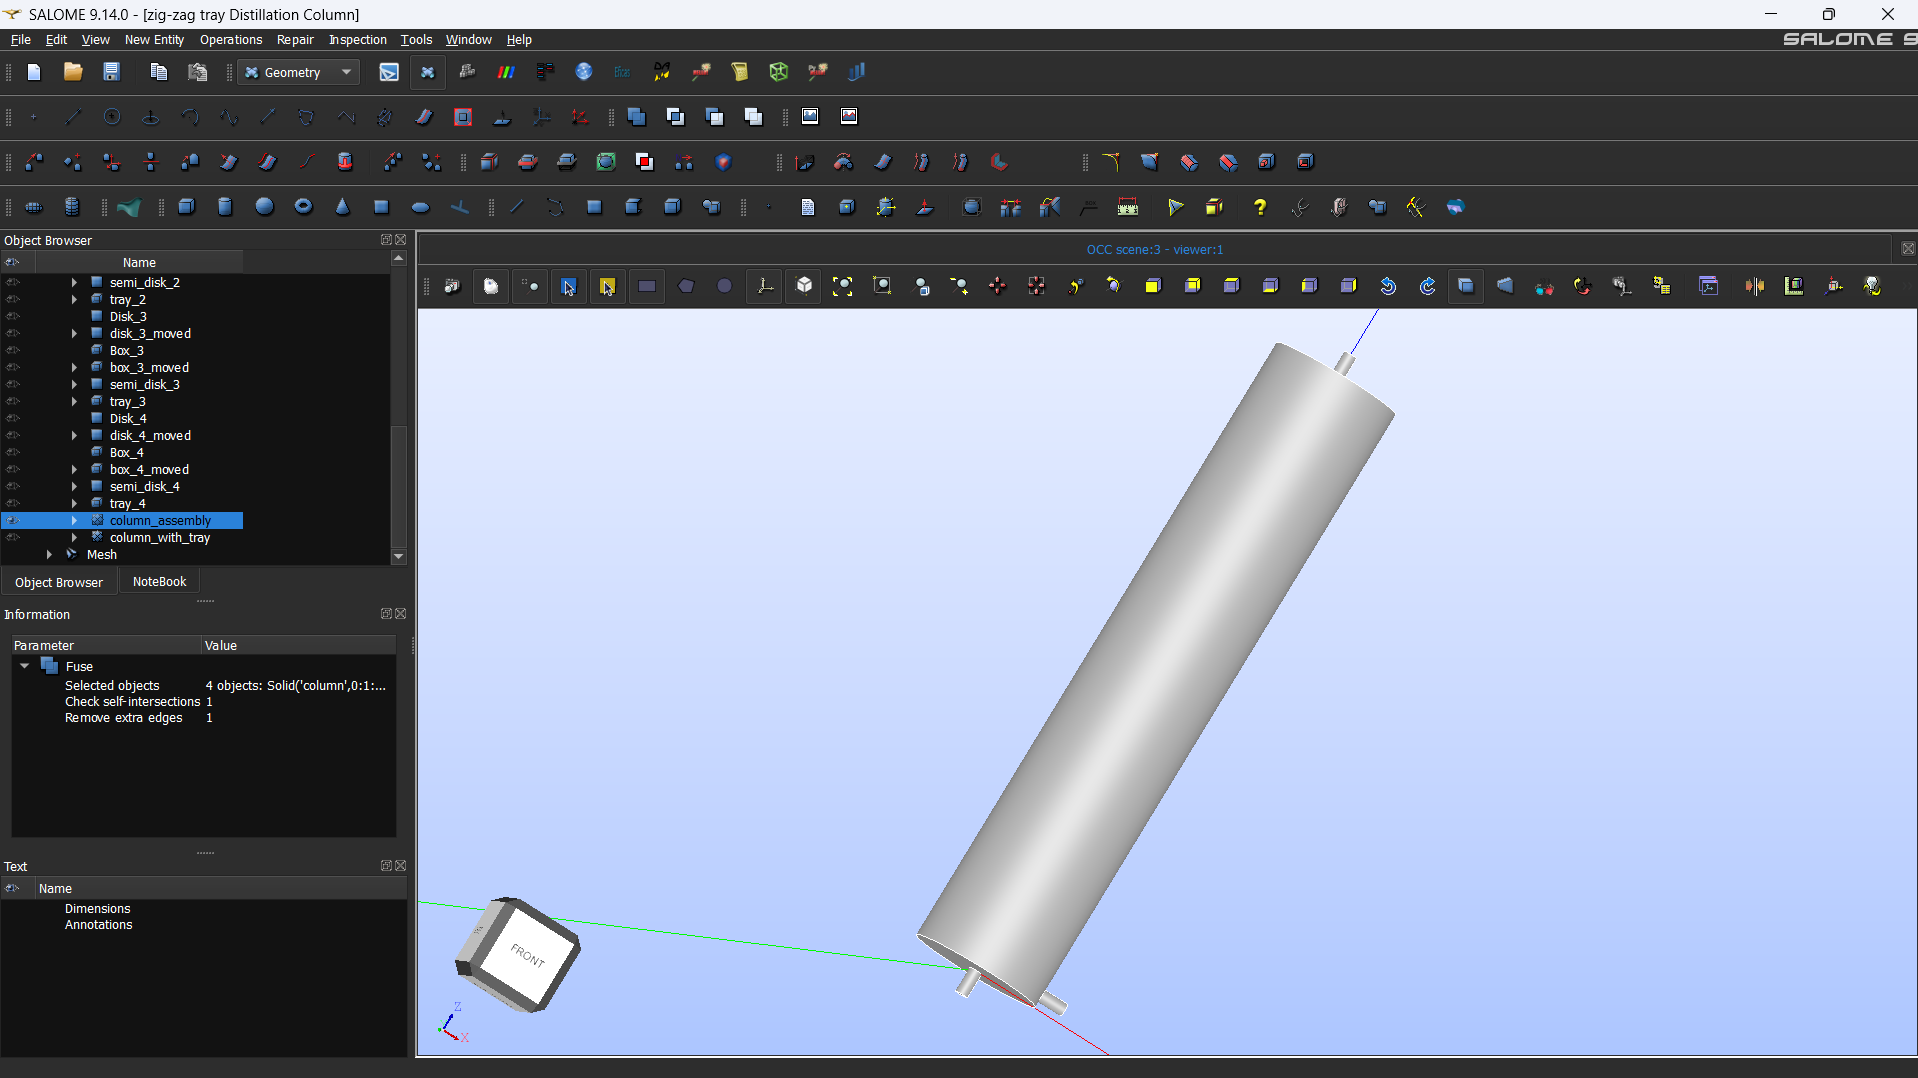 SALOME 9.14.0 - [zig-zag tray Distillation Column]
File Edit View New Entity Operations Repair Inspection Tools Window Help
SALOME 9
Geometry
Object Browser
OCC scene:3 - viewer:1
Name
semi_disk_2
tray_2
Disk_3
disk_3_moved
Box_3
box_3_moved
semi_disk_3
tray_3
Disk_4
disk_4_moved
Box_4
box_4_moved
semi_disk_4
tray_4
column_assembly
column_with_tray
Mesh
Object Browser NoteBook
Information
Parameter Value
Fuse
Selected objects 4 objects: Solid('column',0:1:...
Check self-intersections 1
Remove extra edges 1
Text
Name
Dimensions
Annotations
FRONT
Z
X